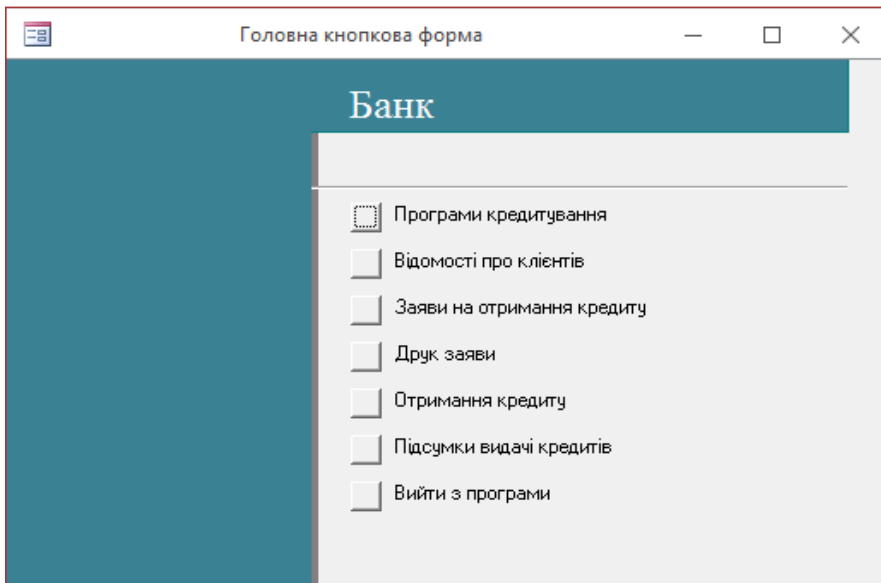 Головна кнопкова форма
Банк
Програми кредитування
Відомості про клієнтів
Заяви на отримання кредиту
Друк заяви
Отримання кредиту
Підсумки видачі кредитів
Вийти з програми